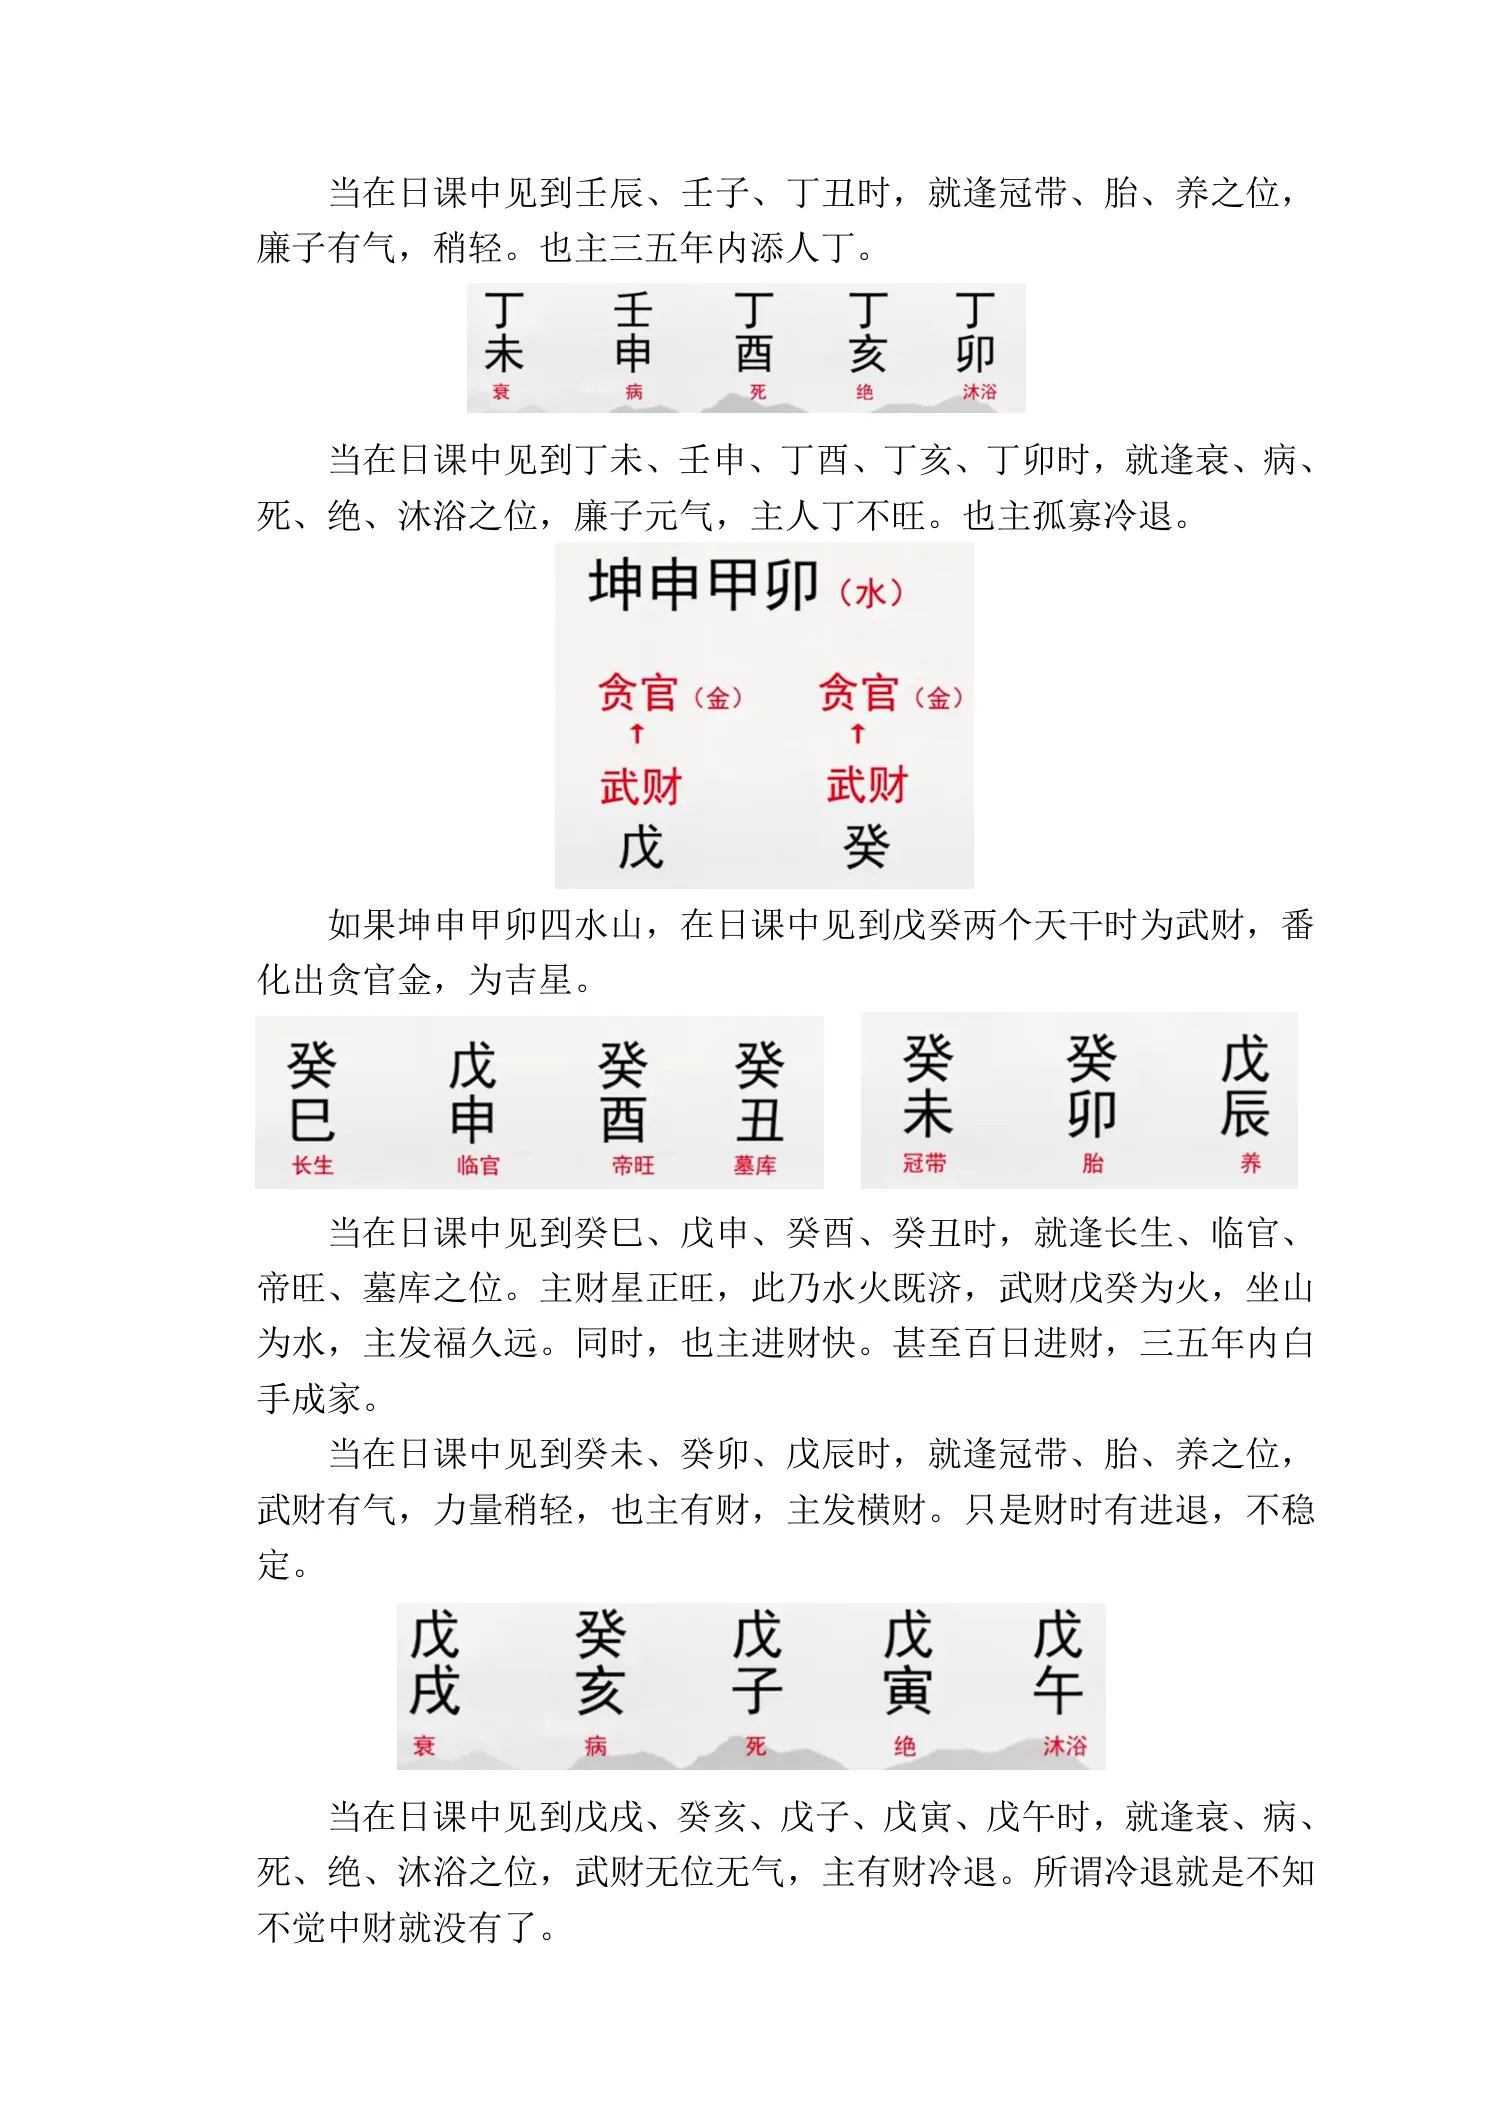 当在日课中见到壬辰、壬子、丁丑时，就逢冠带、胎、养之位，
廉子有气，稍轻。也主三五年内添人丁。
丁 壬 丁 丁 丁
未 申 酉 亥 卯
衰 病 死 绝 沐浴
当在日课中见到丁未、壬申、丁酉、丁亥、丁卯时，就逢衰、病、
死、绝、沐浴之位，廉子元气，主人丁不旺。也主孤寡冷退。
坤申甲卯（水）
贪官（金） 贪官（金）
↑ ↑
武财 武财
戊 癸
如果坤申甲卯四水山，在日课中见到戊癸两个天干时为武财，番
化出贪官金，为吉星。
癸 戊 癸 癸
巳 申 酉 丑
长生 临官 帝旺 墓库
癸 癸 戊
未 卯 辰
冠带 胎 养
当在日课中见到癸巳、戊申、癸酉、癸丑时，就逢长生、临官、
帝旺、墓库之位。主财星正旺，此乃水火既济，武财戊癸为火，坐山
为水，主发福久远。同时，也主进财快。甚至百日进财，三五年内白
手成家。
当在日课中见到癸未、癸卯、戊辰时，就逢冠带、胎、养之位，
武财有气，力量稍轻，也主有财，主发横财。只是财时有进退，不稳
定。
戊 癸 戊 戊 戊
戌 亥 子 寅 午
衰 病 死 绝 沐浴
当在日课中见到戊戌、癸亥、戊子、戊寅、戊午时，就逢衰、病、
死、绝、沐浴之位，武财无位无气，主有财冷退。所谓冷退就是不知
不觉中财就没有了。